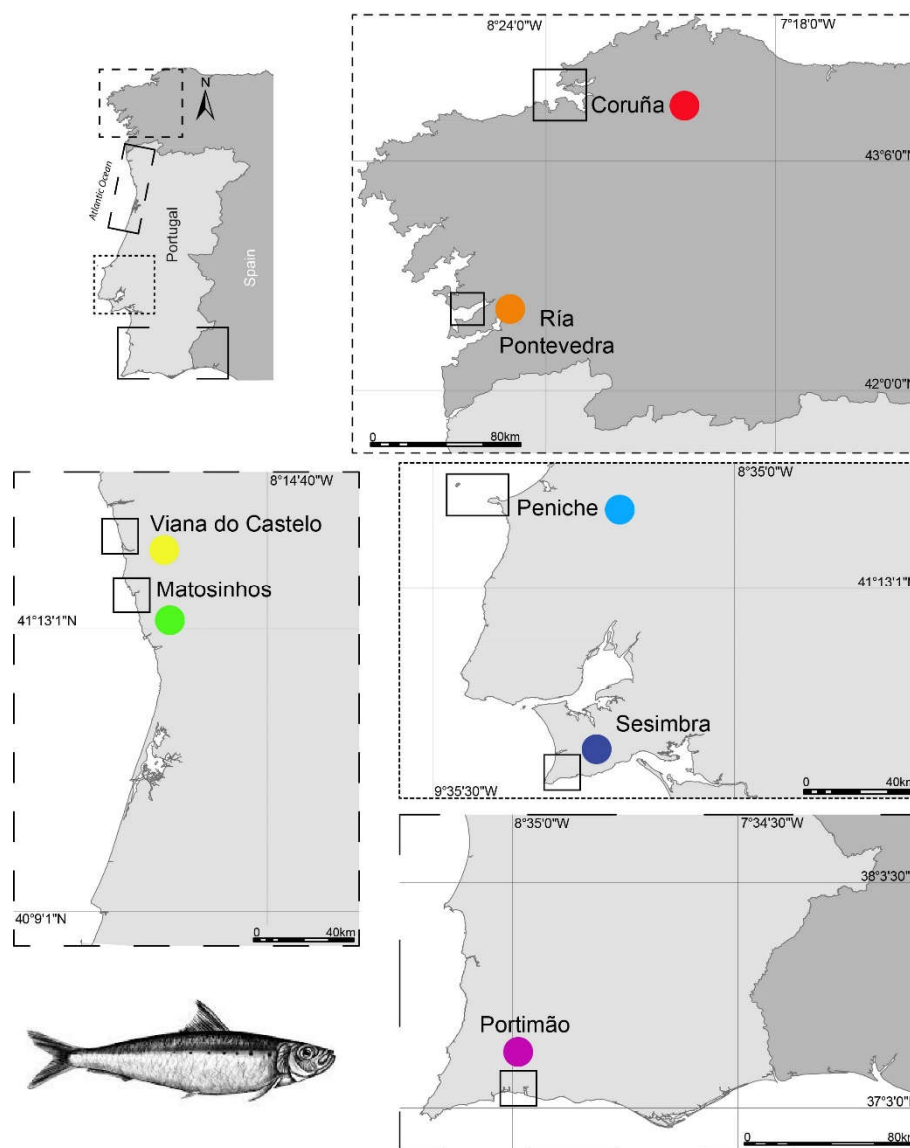 N
Atlantic Ocean
Portugal
Spain
8°24'0"W
7°18'0"W
Coruña
43°6'0"N
Ría
Pontevedra
42°0'0"N
0
80km
8°14'40"W
Viana do Castelo
Matosinhos
41°13'1"N
40°9'1"N
0
40km
8°35'0"W
Peniche
41°13'1"N
Sesimbra
9°35'30"W
0
40km
8°35'0"W
7°34'30"W
38°3'30"N
Portimão
37°3'0"N
0
80km